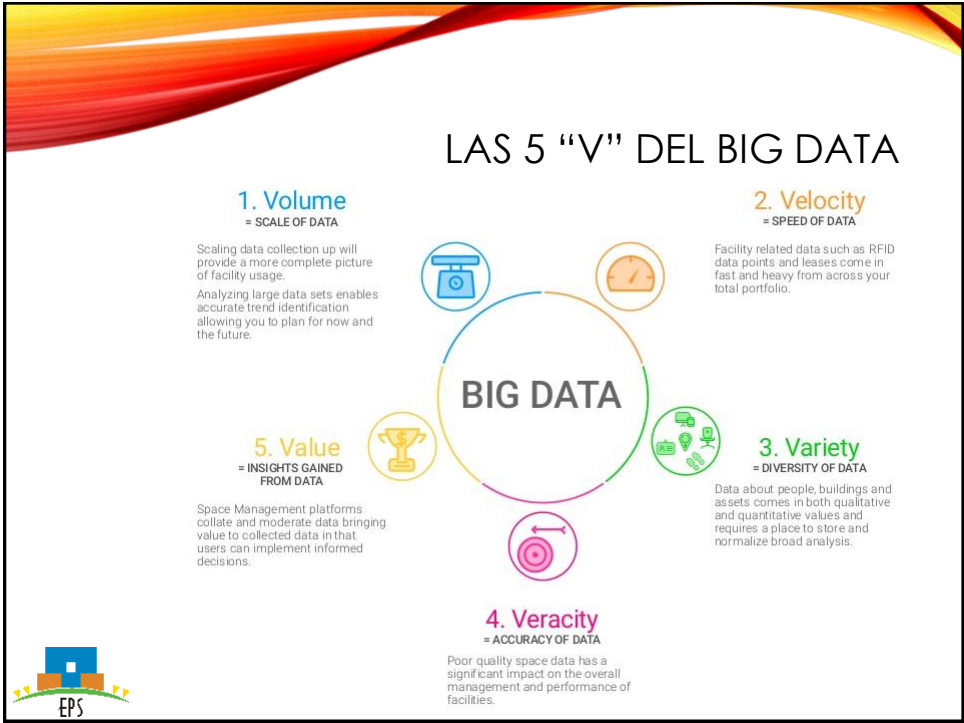 LAS 5 “V” DEL BIG DATA
1. Volume
= SCALE OF DATA
Scaling data collection up will
provide a more complete picture
of facility usage.
Analyzing large data sets enables
accurate trend identification
allowing you to plan for now and
the future.
2. Velocity
= SPEED OF DATA
Facility related data such as RFID
data points and leases come in
fast and heavy from across your
total portfolio.
BIG DATA
3. Variety
= DIVERSITY OF DATA
Data about people, buildings and
assets comes in both qualitative
and quantitative values and
requires a place to store and
normalize broad analysis.
4. Veracity
= ACCURACY OF DATA
Poor quality space data has a
significant impact on the overall
management and performance of
facilities.
5. Value
= INSIGHTS GAINED
FROM DATA
Space Management platforms
collate and moderate data bringing
value to collected data in that
users can implement informed
decisions.
$
EPS